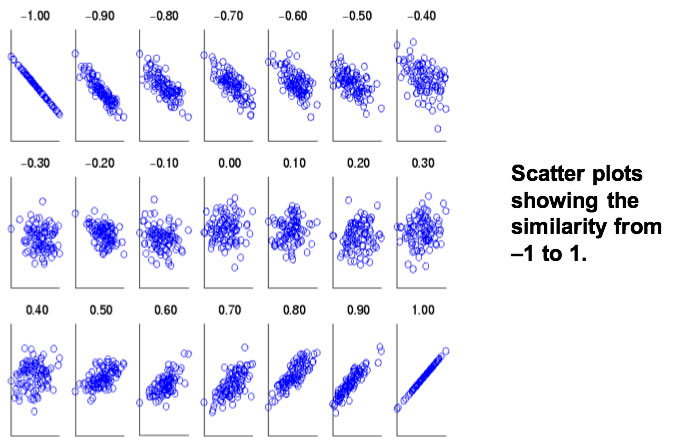 −1.00 −0.90 −0.80 −0.70 −0.60 −0.50 −0.40
−0.30 −0.20 −0.10 0.00 0.10 0.20 0.30
0.40 0.50 0.60 0.70 0.80 0.90 1.00
Scatter plots
showing the
similarity from
–1 to 1.